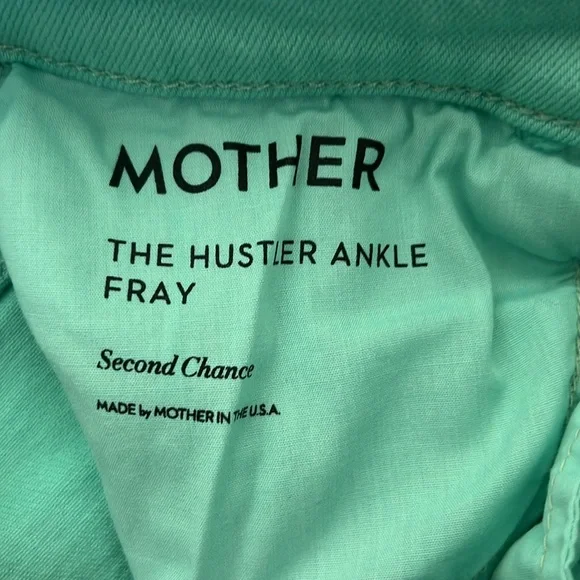 MOTHER
THE HUSTLER ANKLE
FRAY
Second Chance
MADE by MOTHER IN THE U.S.A.